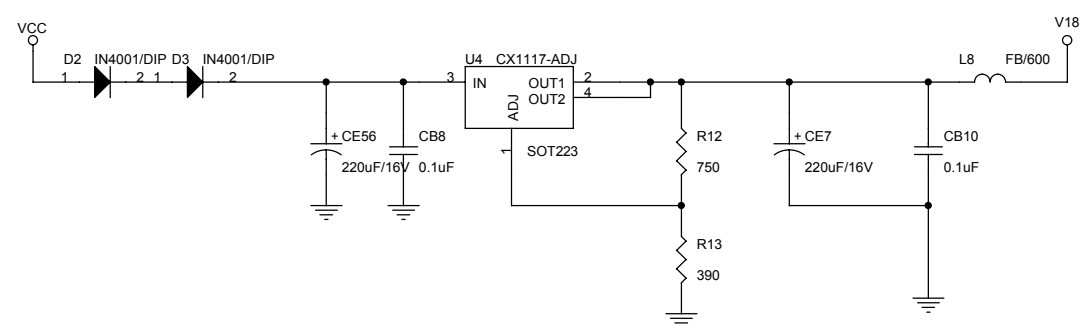 VCC
V18
D2 IN4001/DIP D3 IN4001/DIP
U4 CX1117-ADJ
L8 FB/600
1 2 1 2
3 IN
OUT1 2
OUT2 4
ADJ
1
SOT223
+ CE56
220uF/16V
CB8
0.1uF
R12
750
+ CE7
220uF/16V
CB10
0.1uF
R13
390